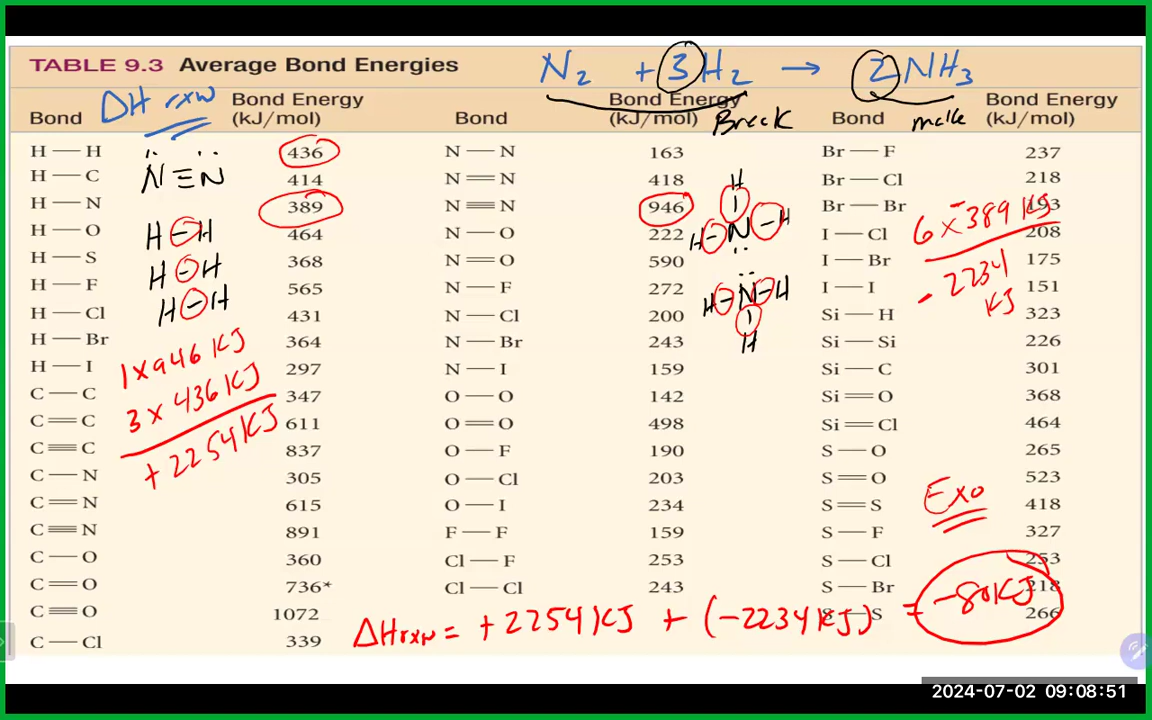 TABLE 9.3 Average Bond Energies
N2 + 3H2 → 2NH3
ΔH rxn
Break
make
Bond Bond Energy (kJ/mol) Bond Bond Energy (kJ/mol) Bond Bond Energy (kJ/mol)
H—H 436 N—N 163 Br—F 237
H—C 414 N=N 418 Br—Cl 218
H—N 389 N≡N 946 Br—Br 193
H—O 464 N—O 222 I—Cl 208
H—S 368 N=O 590 I—Br 175
H—F 565 N—F 272 I—I 151
H—Cl 431 N—Cl 200 Si—H 323
H—Br 364 N—Br 243 Si—Si 226
H—I 297 N—I 159 Si—C 301
C—C 347 O—O 142 Si=O 368
C=C 611 O=O 498 Si=Cl 464
C≡C 837 O—F 190 S—O 265
C—N 305 O—Cl 203 S=O 523
C=N 615 O—I 234 S=S 418
C≡N 891 F—F 159 S—F 327
C—O 360 Cl—F 253 S—Cl 253
C=O 736* Cl—Cl 243 S—Br 218
C≡O 1072 S—S 266
C—Cl 339
N≡N
H—H
H—H
H—H
1x946 KJ
3 x 436 KJ
+2254 KJ
H
H—N—H
H—N—H
H
6 x -389 KJ
-2234 KJ
Exo
ΔHrxn = +2254 KJ + (-2234 KJ) = -80 KJ
2024-07-02 09:08:51